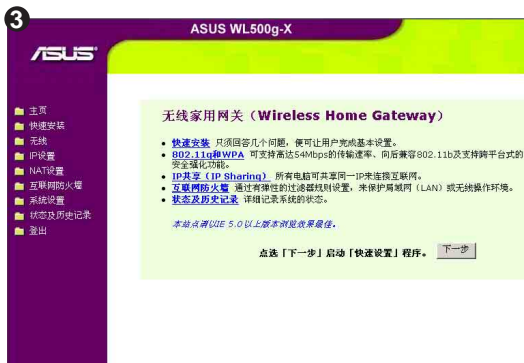 3
ASUS WL500g-X
ASUS
主页
快速安装
无线
IP设置
NAT设置
互联网防火墙
系统设置
状态及历史记录
登出
无线家用网关（Wireless Home Gateway）
快速安装 只须回答几个问题，便可让用户完成基本设置。
802.11g和WPA 可支持高达54Mbps的传输速率、向后兼容802.11b及支持跨平台式的
安全强化功能。
IP共享（IP Sharing） 所有电脑可共享同一IP来连接互联网。
互联网防火墙 通过有弹性的过滤器规则设置，来保护局域网（LAN）或无线操作环境。
状态及历史记录 详细记录系统的状态。
本站点请以IE 5.0以上版本浏览效果最佳。
点选「下一步」启动「快速设置」程序。 下一步